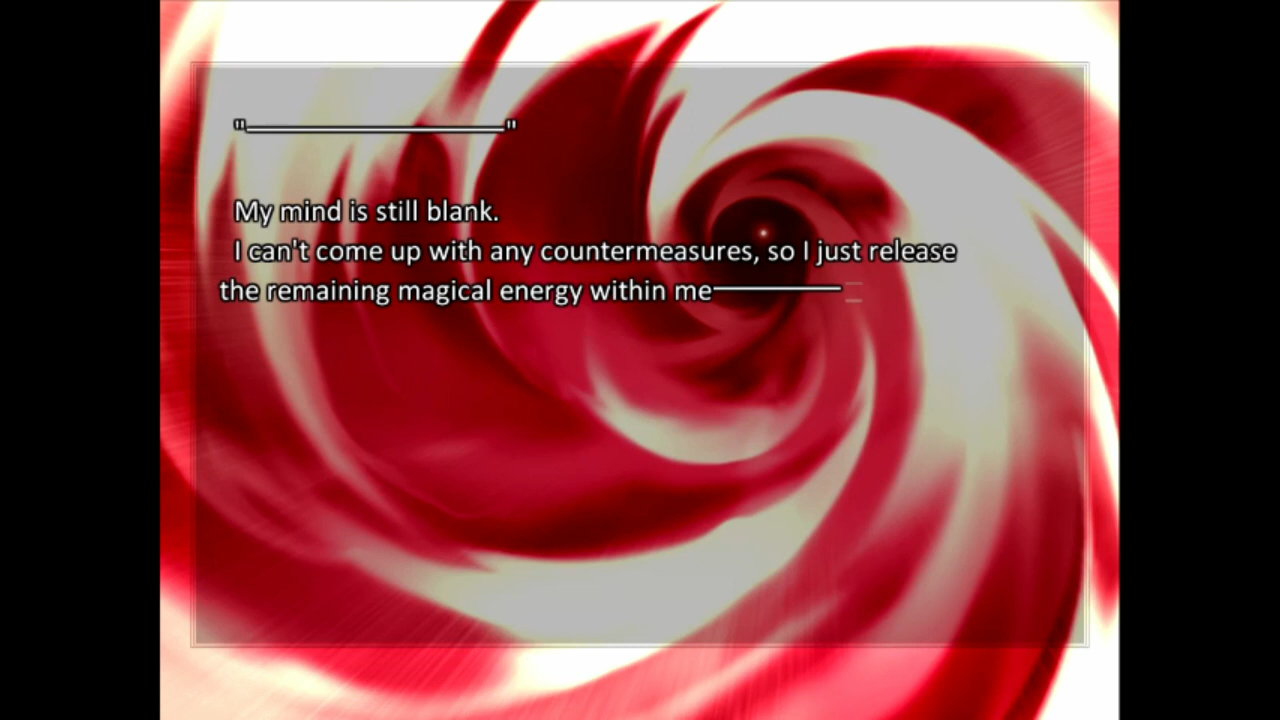 "―――――――――"
My mind is still blank.
I can't come up with any countermeasures, so I just release
the remaining magical energy within me――――